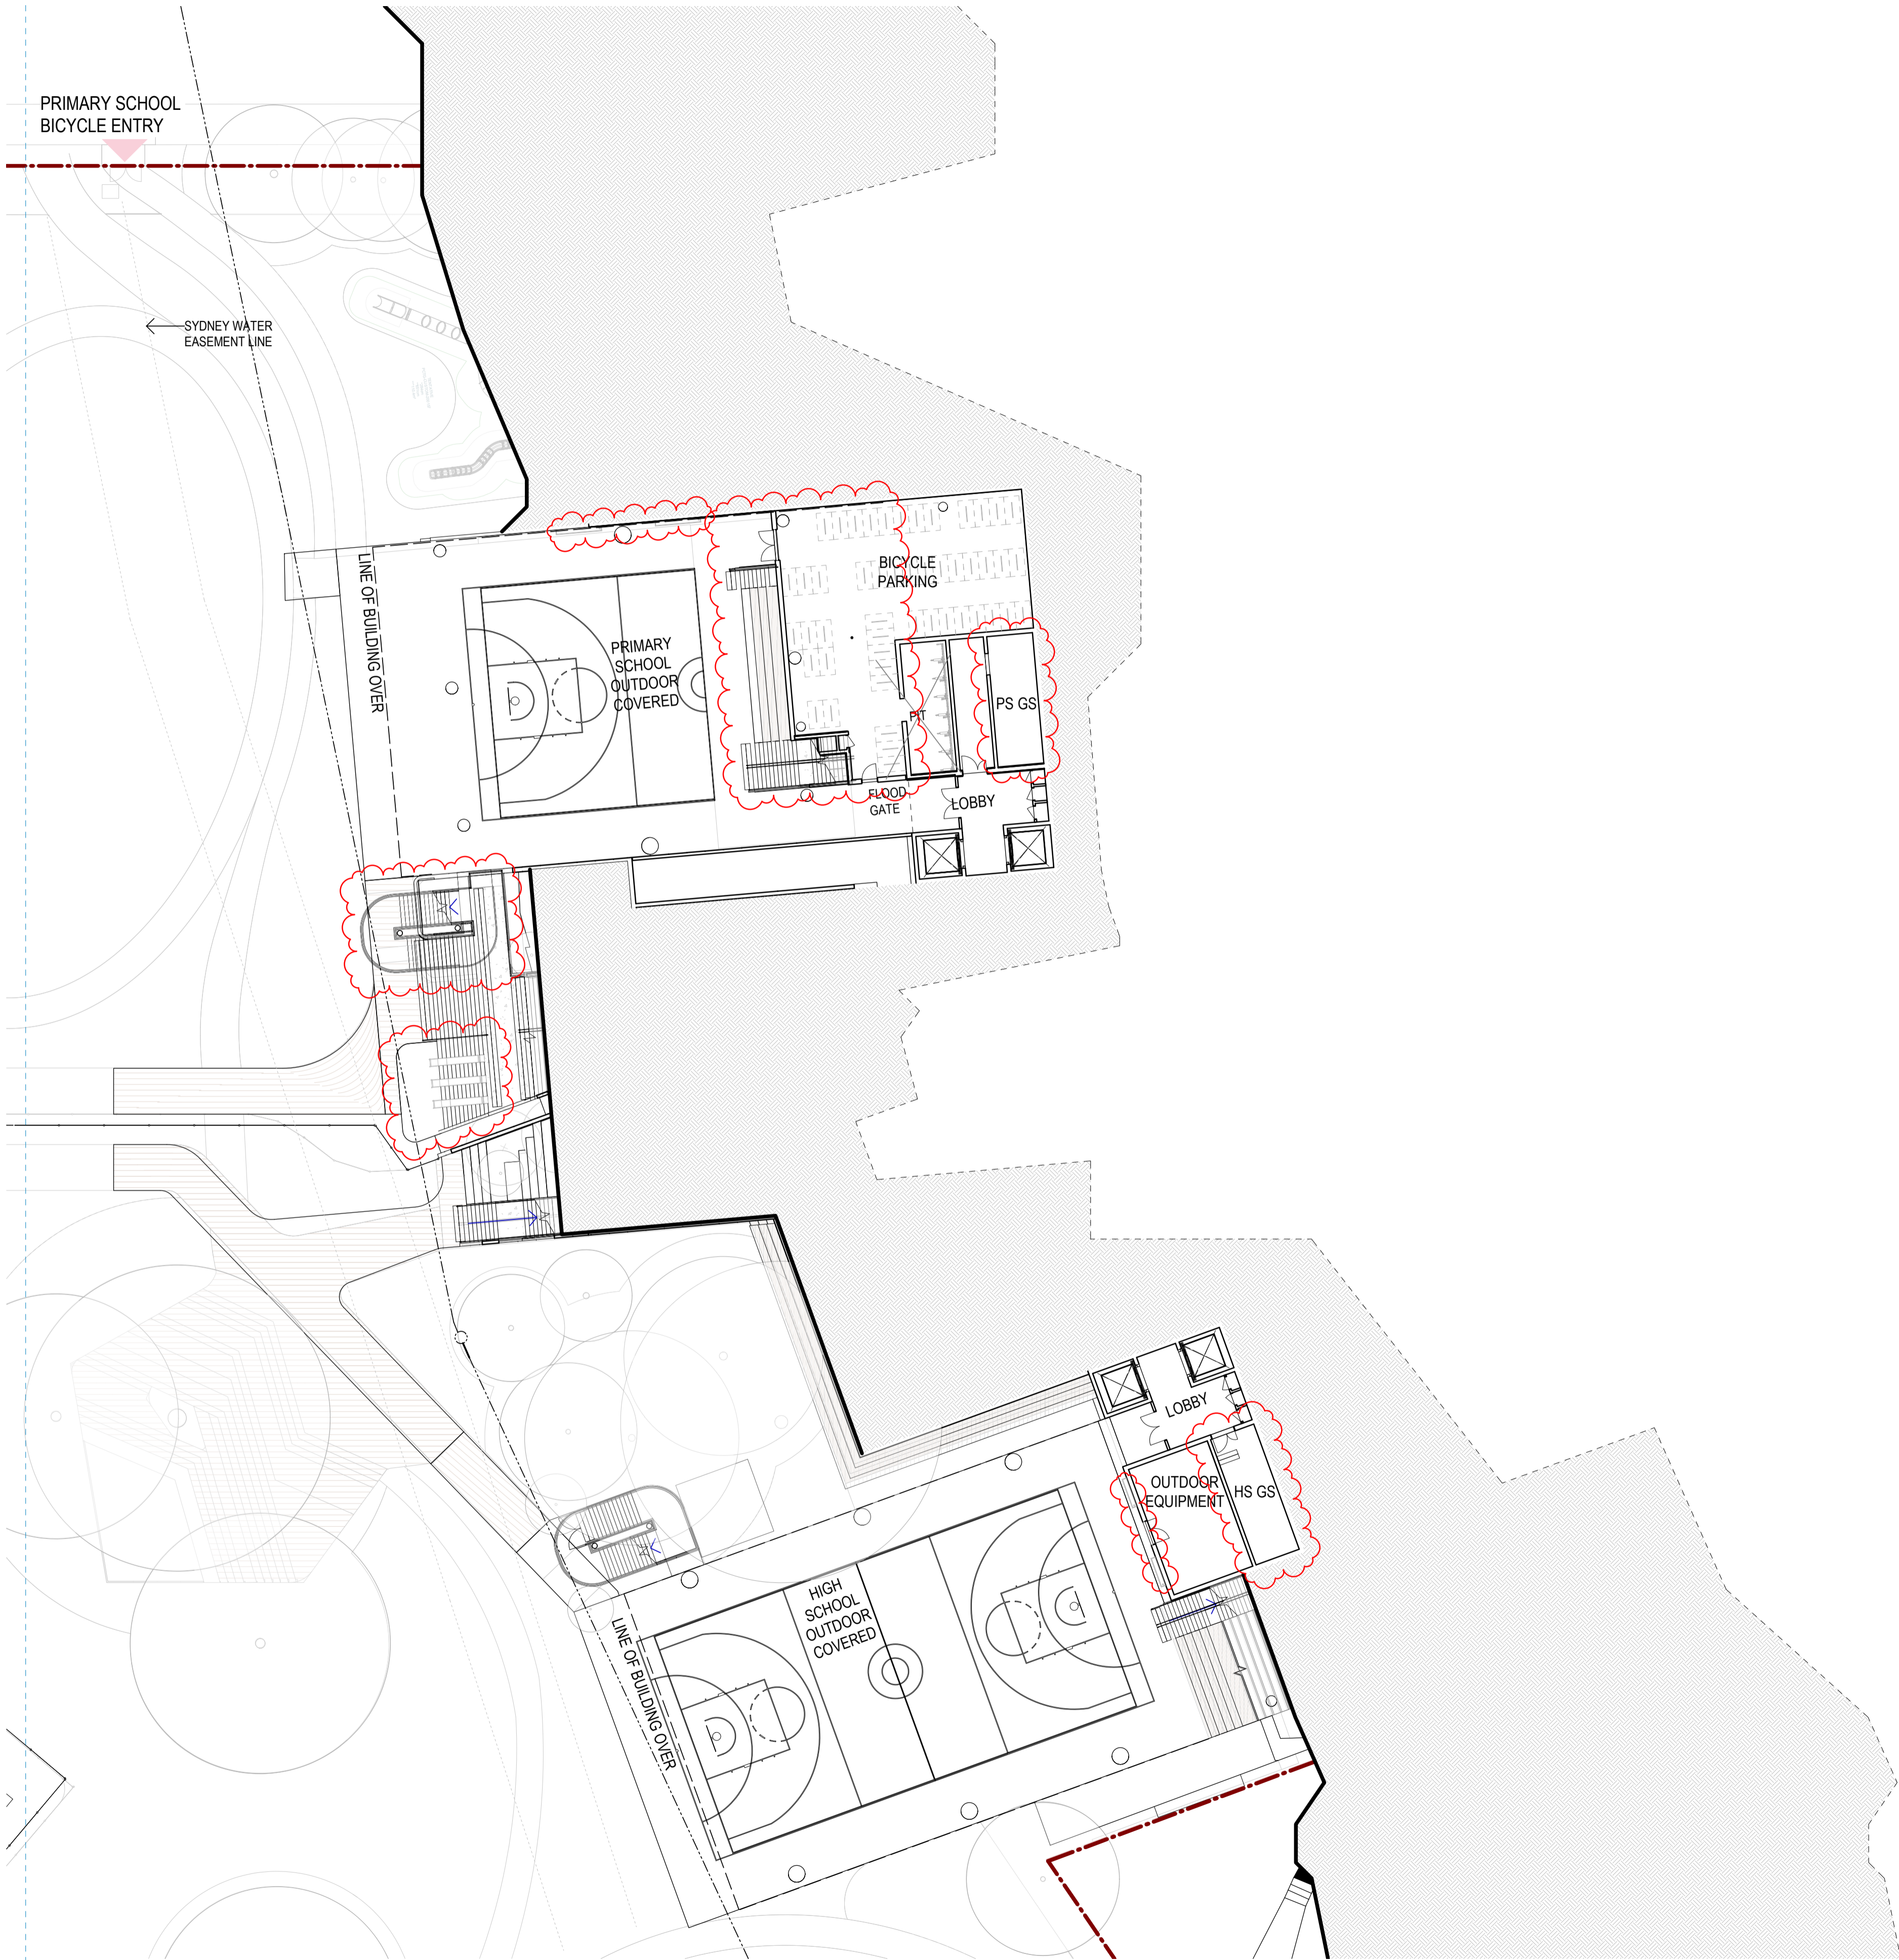 PRIMARY SCHOOL
BICYCLE ENTRY
SYDNEY WATER
EASEMENT LINE
LINE OF BUILDING OVER
BICYCLE
PARKING
PRIMARY
SCHOOL
OUTDOOR
COVERED
PS GS
PIT
FLOOD
GATE
LOBBY
LOBBY
OUTDOOR
EQUIPMENT
HS GS
HIGH
SCHOOL
OUTDOOR
COVERED
LINE OF BUILDING OVER